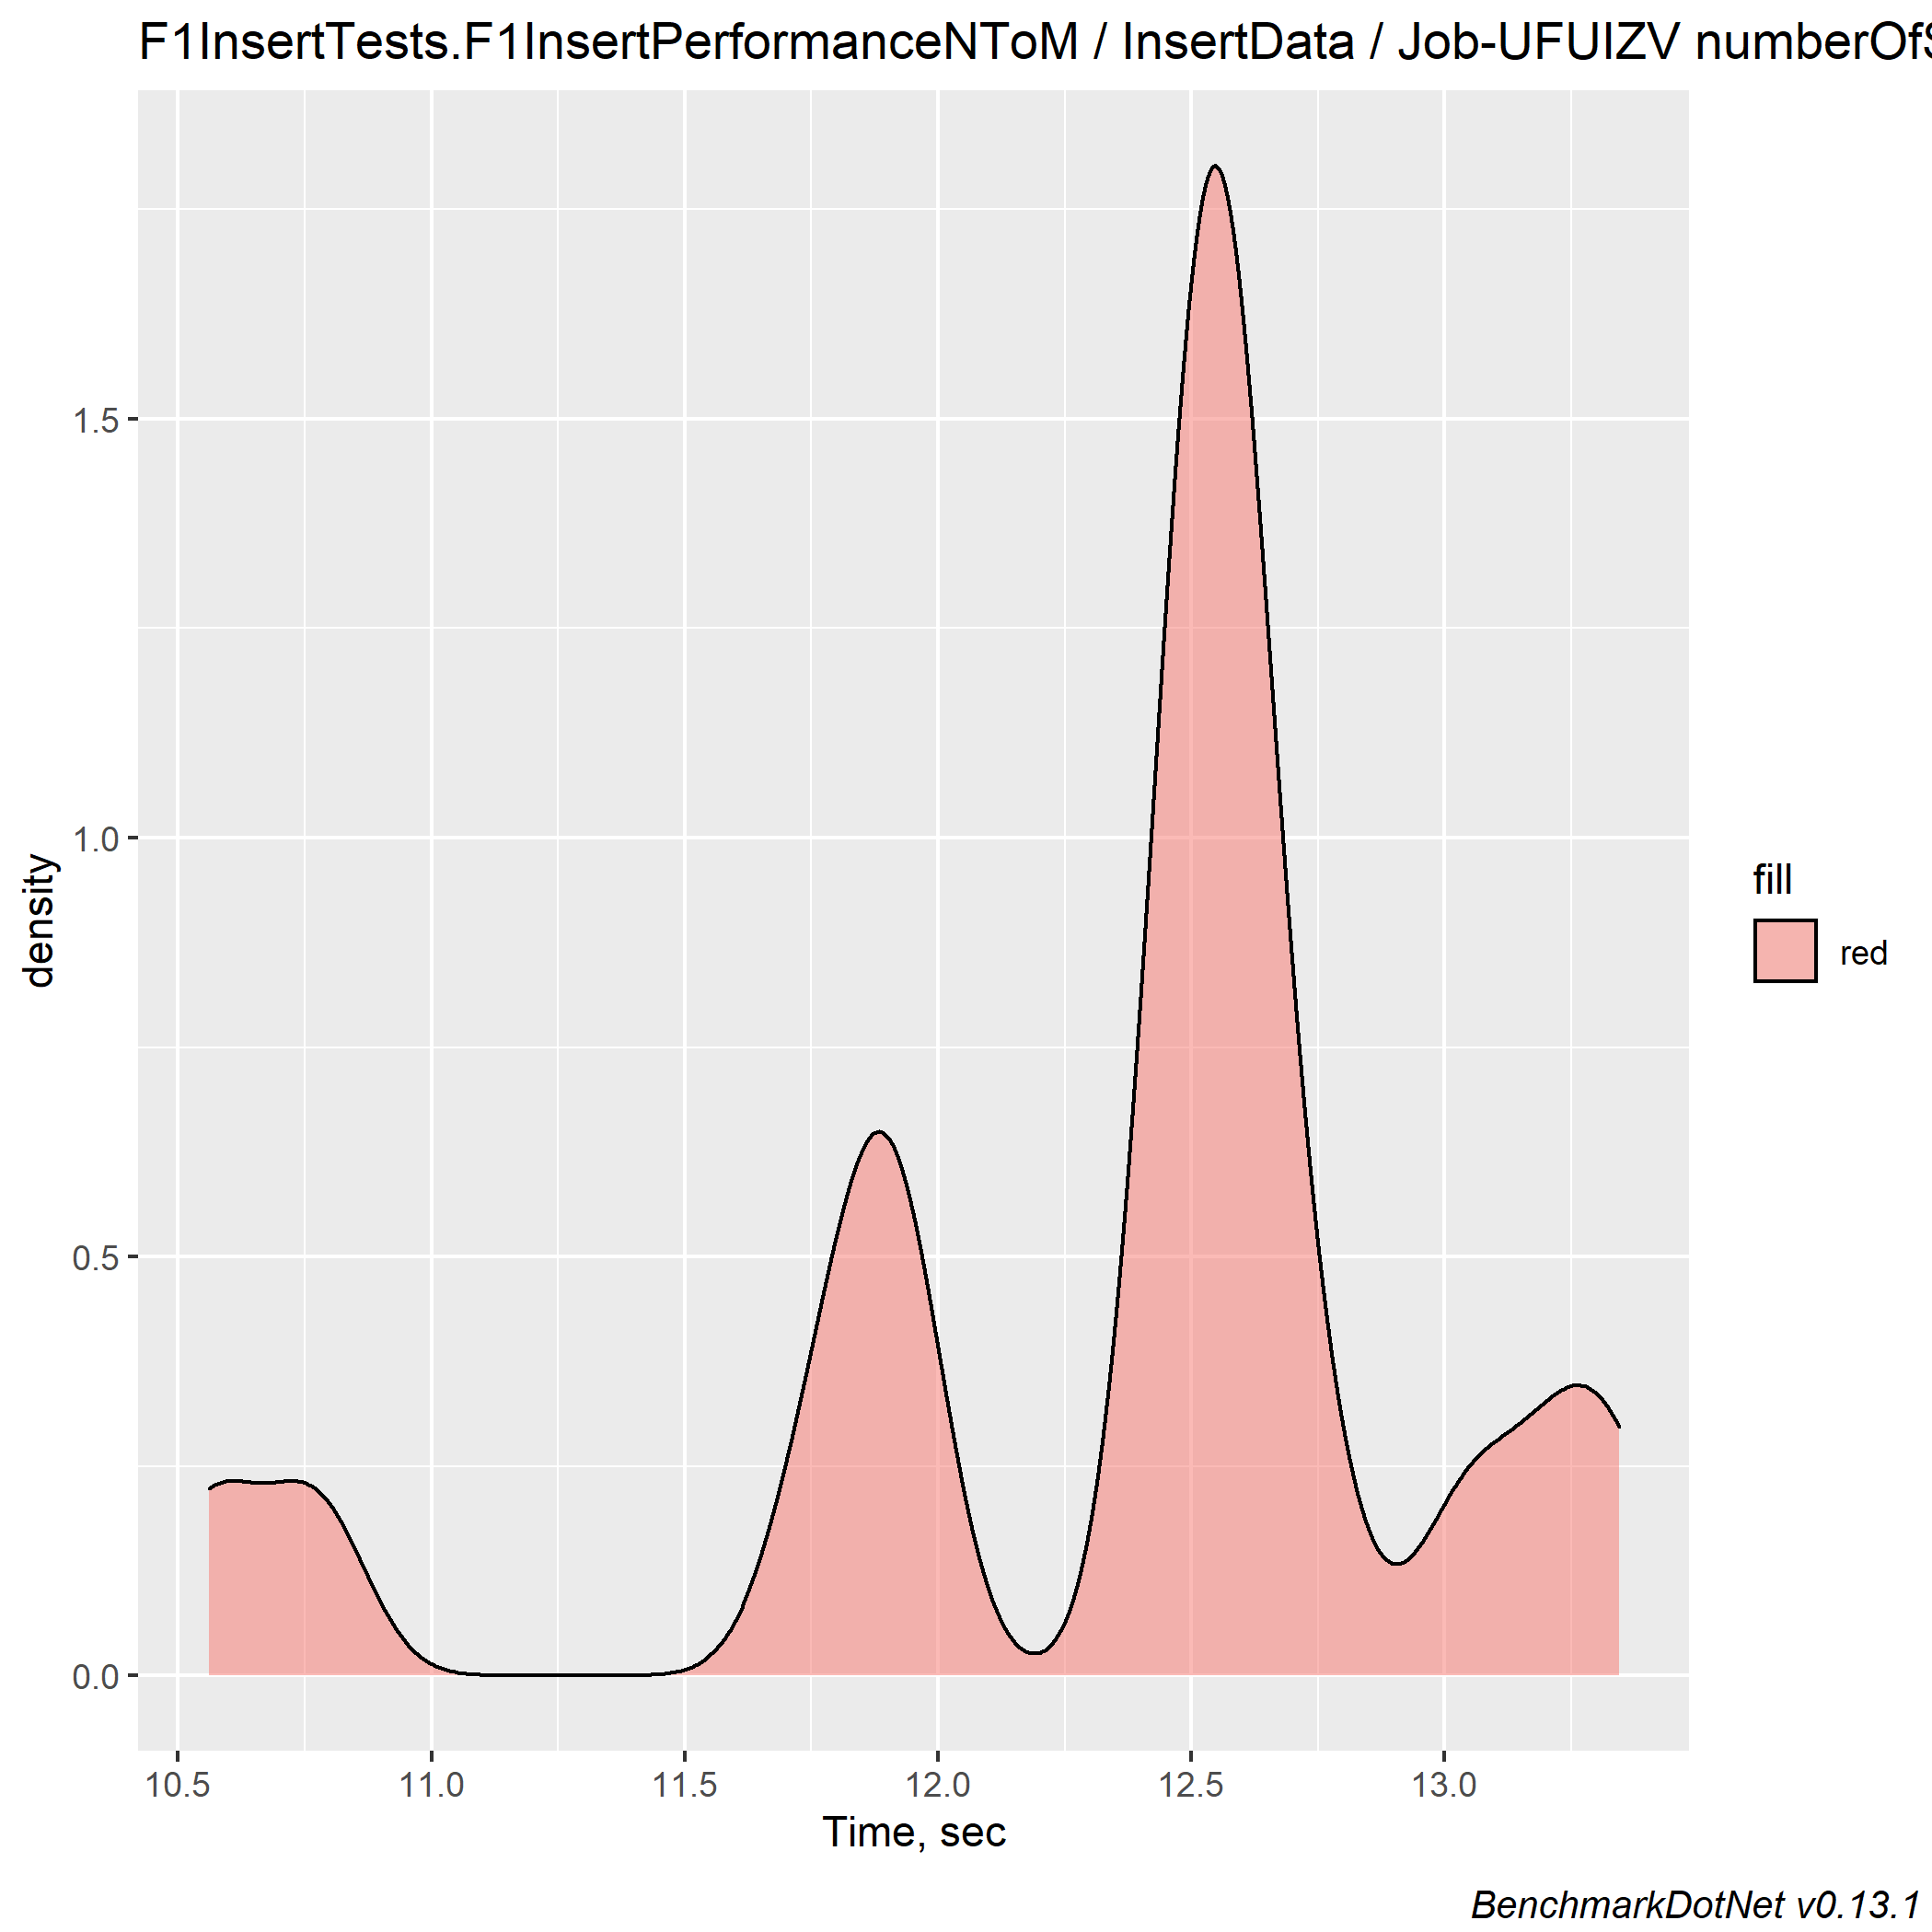 F1InsertTests.F1InsertPerformanceNToM / InsertData / Job-UFUIZV numberOfS
1.5
1.0
0.5
0.0
density
10.5 11.0 11.5 12.0 12.5 13.0
Time, sec
fill
red
BenchmarkDotNet v0.13.1